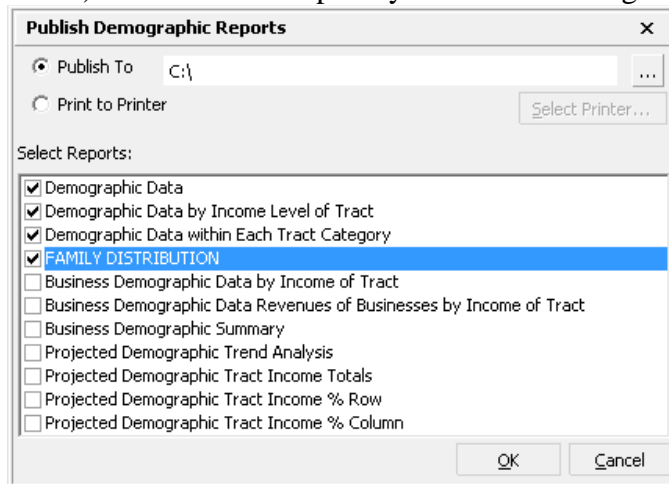 Publish Demographic Reports x
Publish To C:\ ...
Print to Printer Select Printer...
Select Reports:
Demographic Data
Demographic Data by Income Level of Tract
Demographic Data within Each Tract Category
FAMILY DISTRIBUTION
Business Demographic Data by Income of Tract
Business Demographic Data Revenues of Businesses by Income of Tract
Business Demographic Summary
Projected Demographic Trend Analysis
Projected Demographic Tract Income Totals
Projected Demographic Tract Income % Row
Projected Demographic Tract Income % Column
OK Cancel